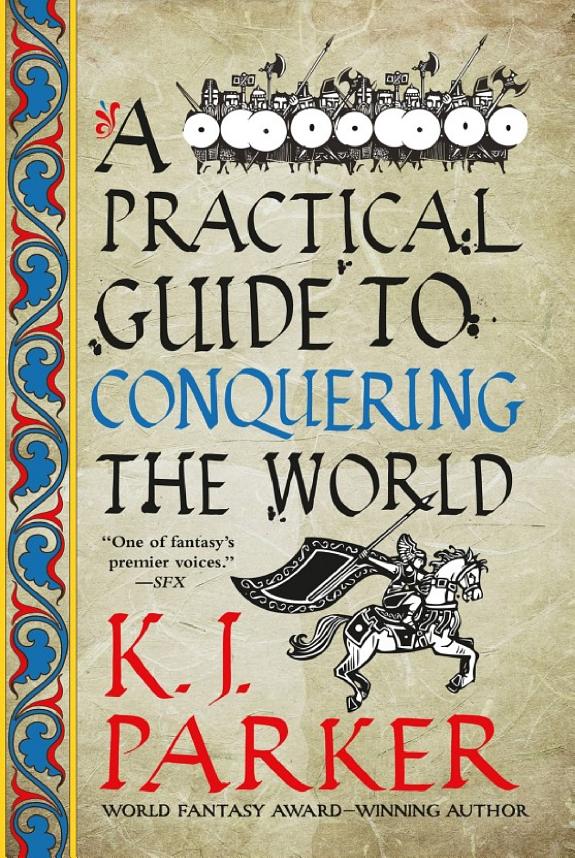 A
PRACTICAL
GUIDE TO
CONQUERING
THE WORLD
“One of fantasy’s
premier voices.”
—SFX
K. J.
PARKER
WORLD FANTASY AWARD–WINNING AUTHOR